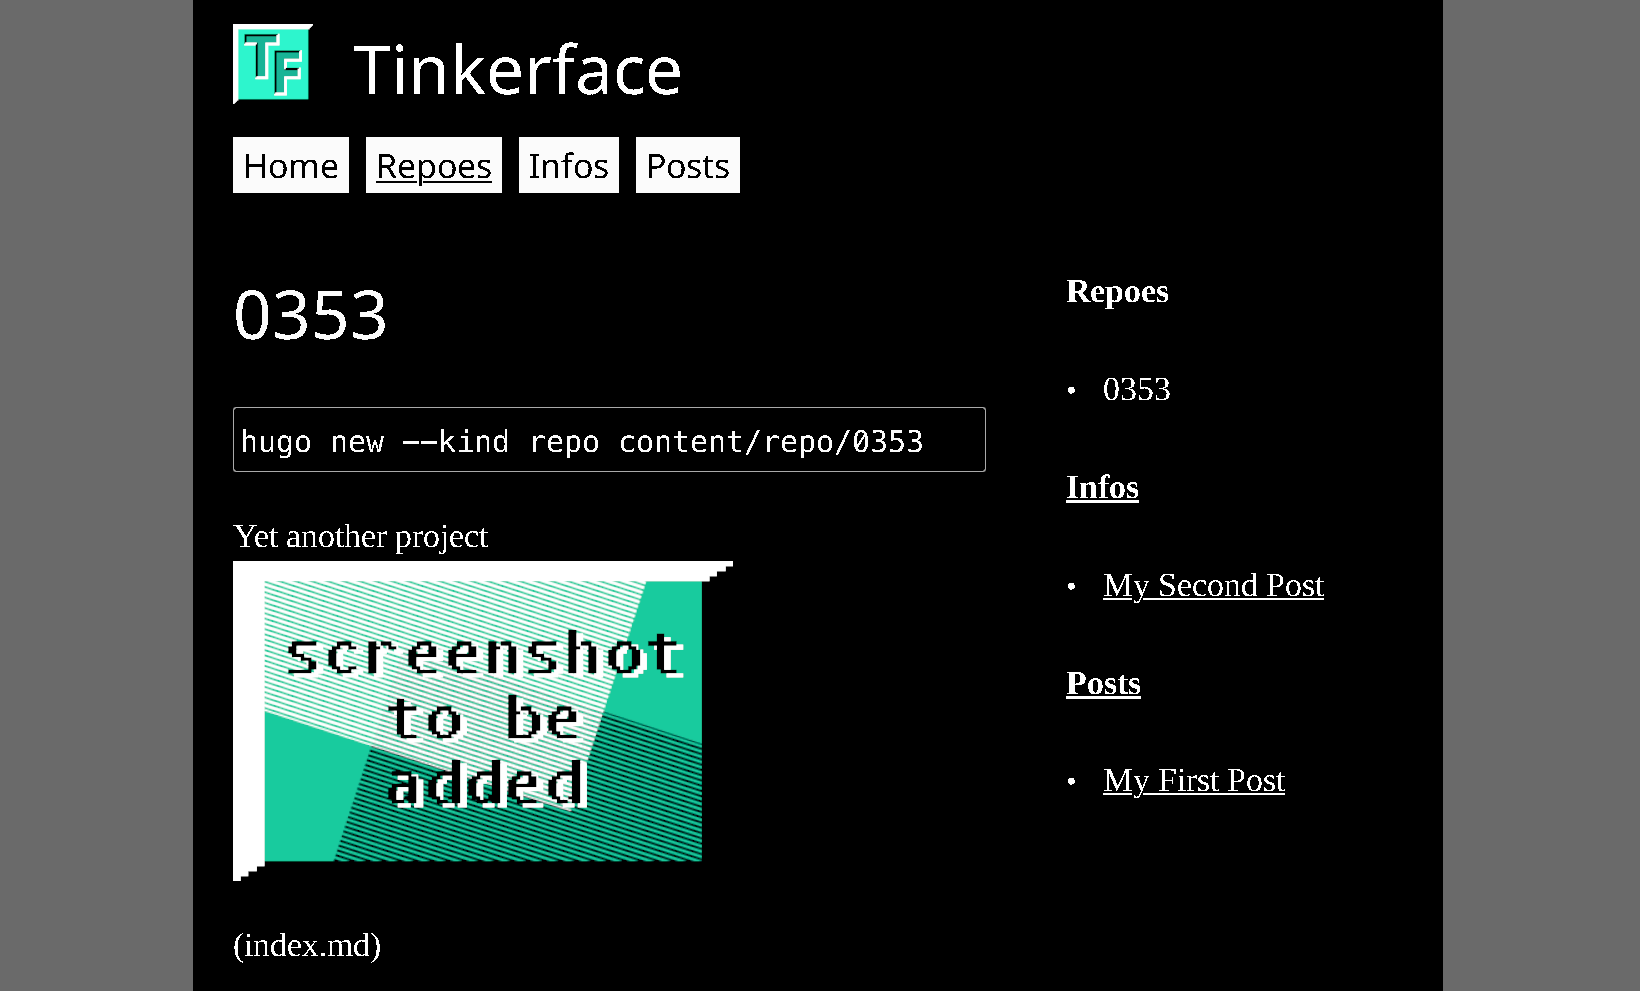 TF
Tinkerface
Home Repoes Infos Posts
0353
hugo new --kind repo content/repo/0353
Yet another project
screenshot
to be
added
(index.md)
Repoes
• 0353
Infos
• My Second Post
Posts
• My First Post